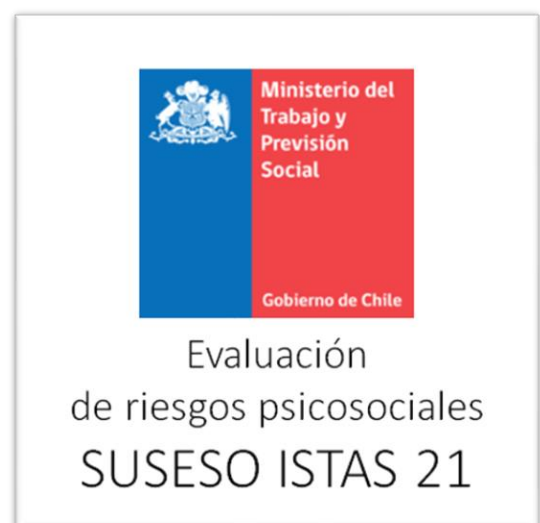 Ministerio del
Trabajo y
Previsión
Social
Gobierno de Chile
Evaluación
de riesgos psicosociales
SUSESO ISTAS 21